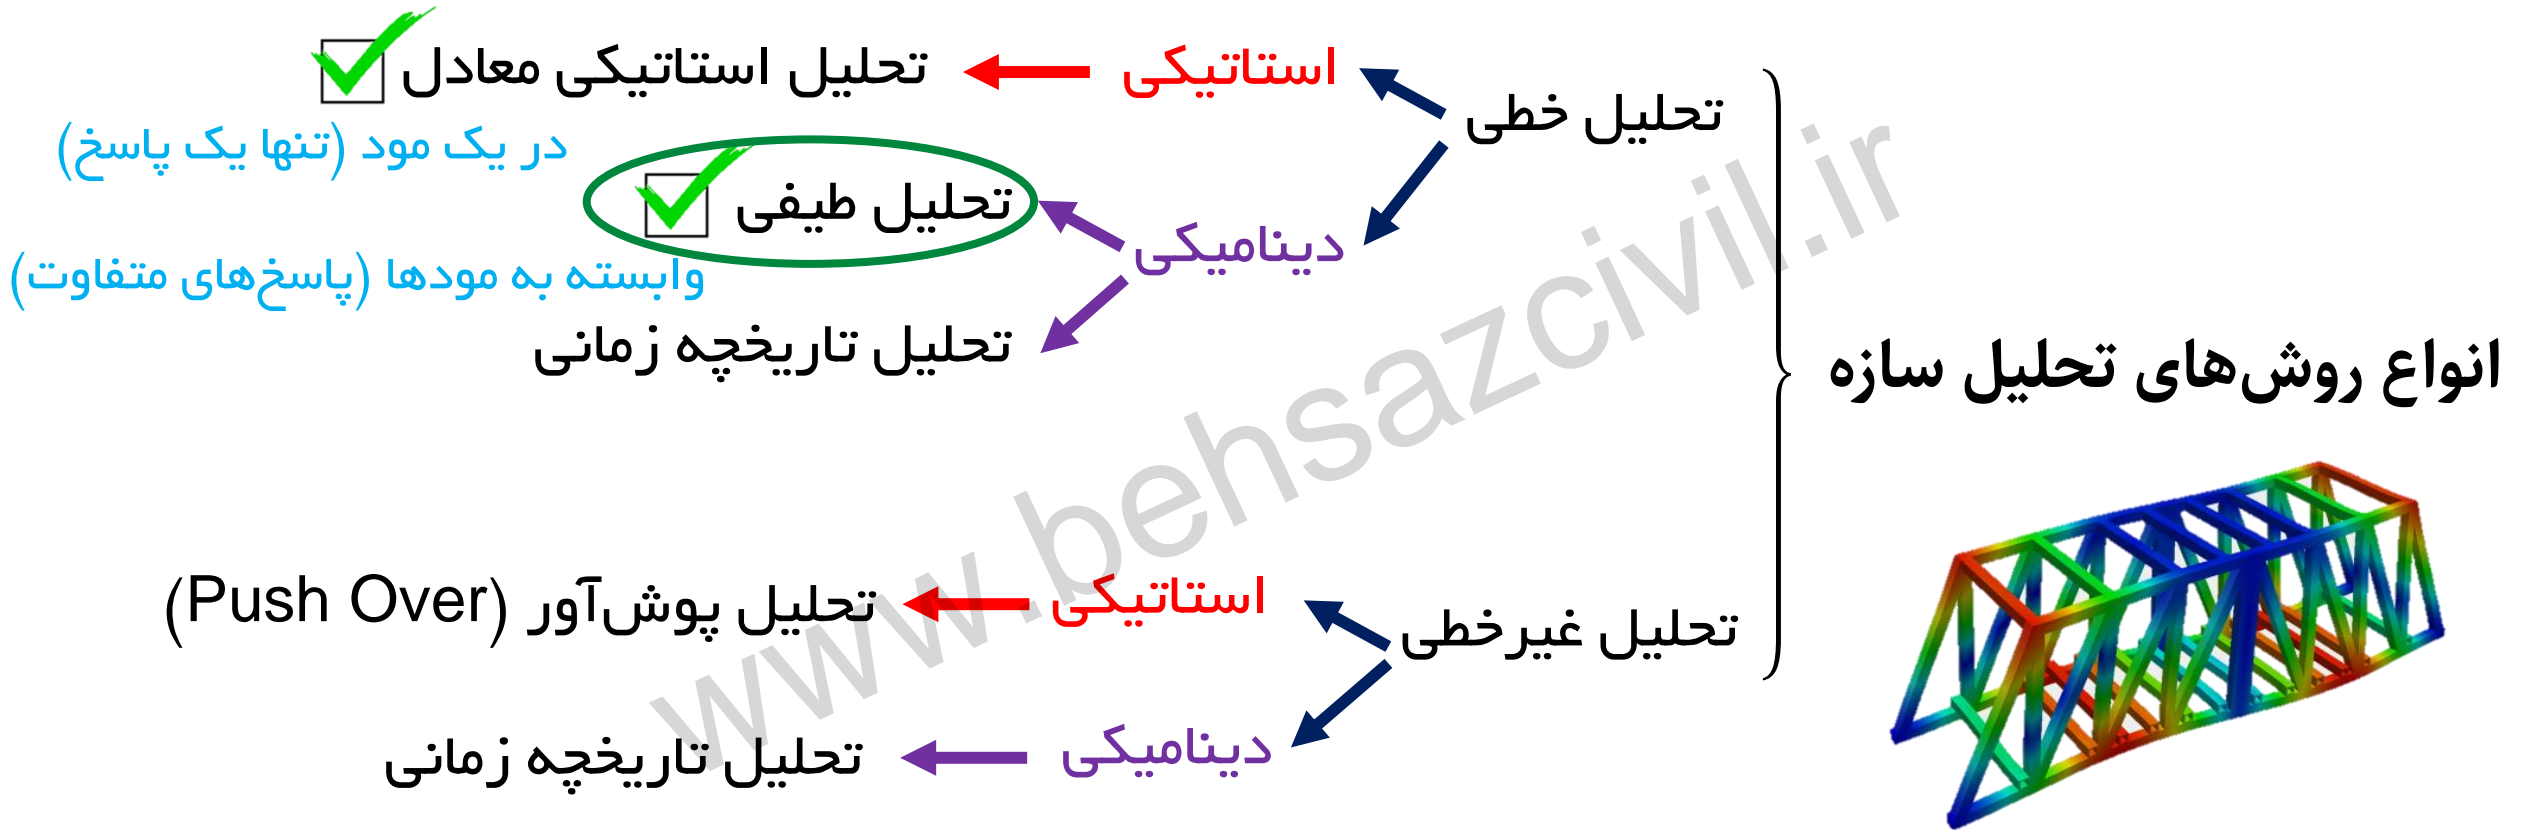 انواع روش‌های تحلیل سازه
تحلیل خطی
استاتیکی
تحلیل استاتیکی معادل
در یک مود (تنها یک پاسخ)
دینامیکی
تحلیل طیفی
وابسته به مودها (پاسخ‌های متفاوت)
تحلیل تاریخچه زمانی
تحلیل غیرخطی
استاتیکی
تحلیل پوش‌آور (Push Over)
دینامیکی
تحلیل تاریخچه زمانی
www.behsazcivil.ir